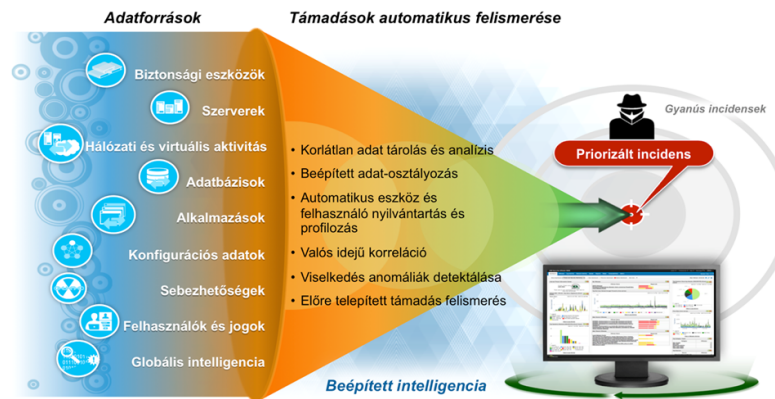 Adatforrások
Támadások automatikus felismerése
Biztonsági eszközök
Szerverek
Hálózati és virtuális aktivitás
Adatbázisok
Alkalmazások
Konfigurációs adatok
Sebezhetőségek
Felhasználók és jogok
Globális intelligencia
• Korlátlan adat tárolás és analízis
• Beépített adat-osztályozás
• Automatikus eszköz és
felhasználó nyilvántartás és
profilozás
• Valós idejű korreláció
• Viselkedés anomáliák detektálása
• Előre telepített támadás felismerés
Gyanús incidensek
Priorizált incidens
Beépített intelligencia